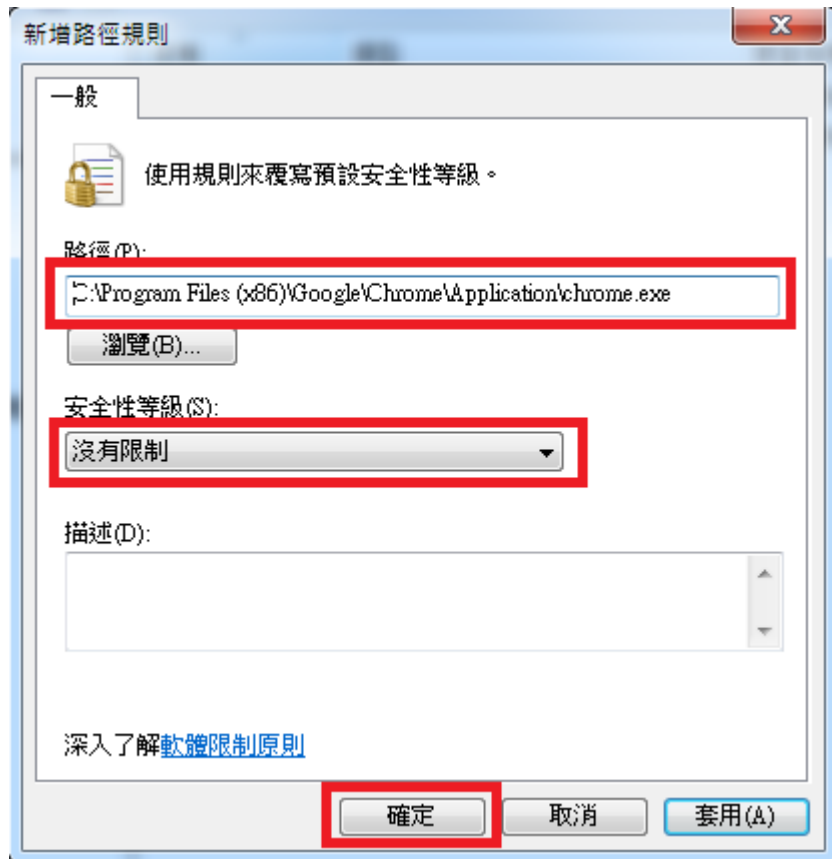 新增路徑規則
一般
使用規則來覆寫預設安全性等級。
路徑(P):
C:\Program Files (x86)\Google\Chrome\Application\chrome.exe
瀏覽(B)...
安全性等級(S):
沒有限制
描述(D):
深入了解軟體限制原則
確定
取消
套用(A)